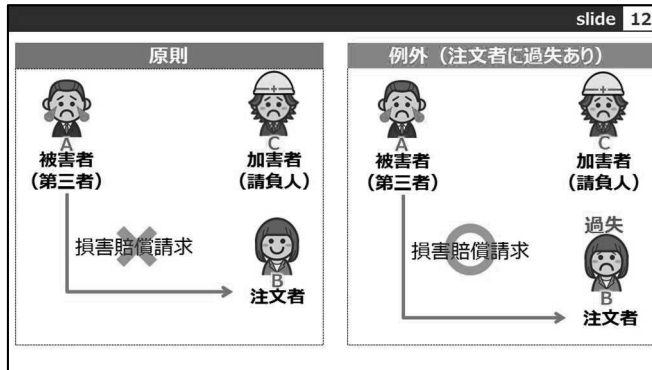 slide 12
原則
A
被害者
(第三者)
C
加害者
(請負人)
損害賠償請求
B
注文者
例外（注文者に過失あり）
A
被害者
(第三者)
C
加害者
(請負人)
損害賠償請求
過失
B
注文者